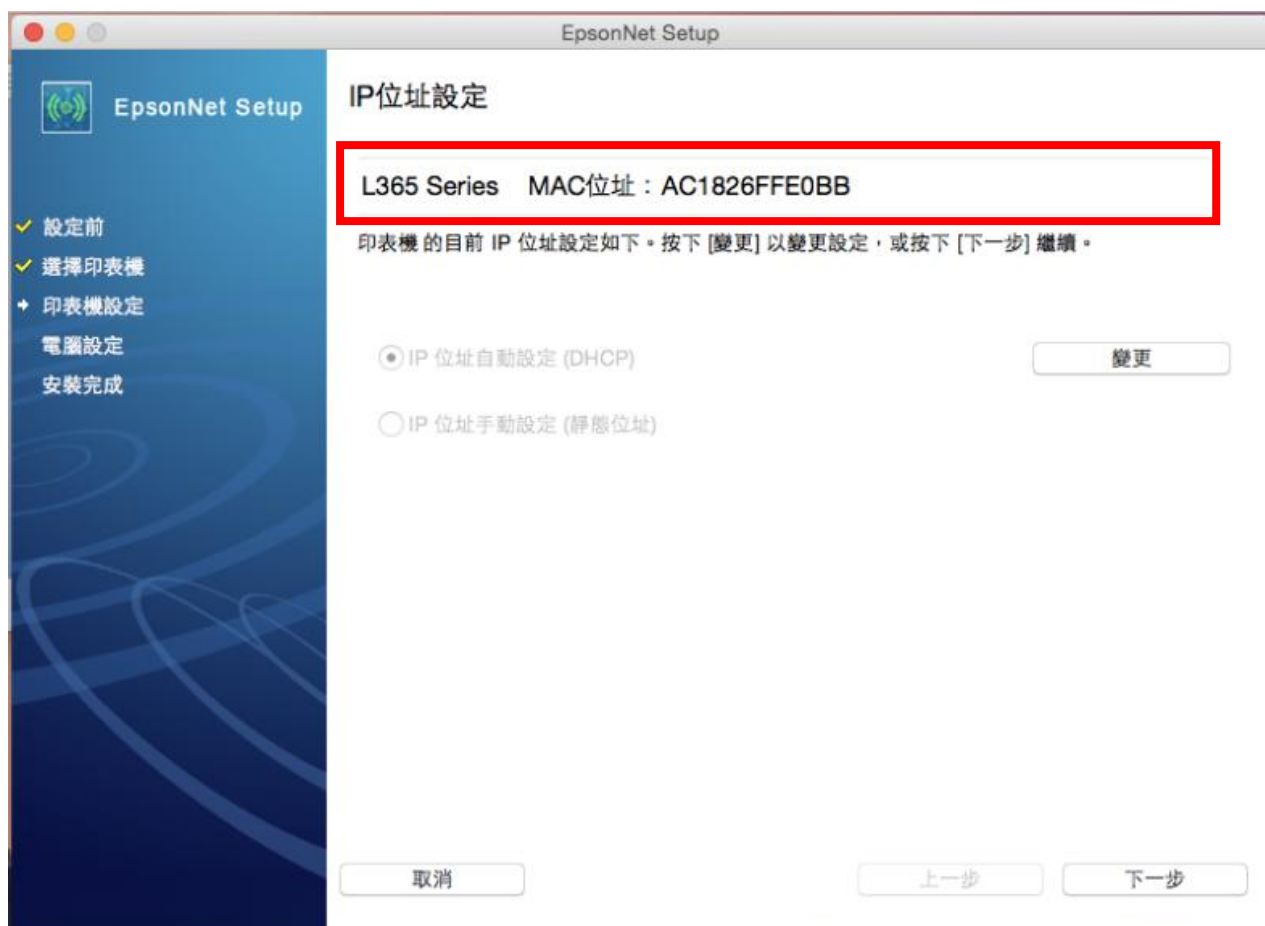 EpsonNet Setup
EpsonNet Setup
設定前
選擇印表機
印表機設定
電腦設定
安裝完成
IP位址設定
L365 Series MAC位址：AC1826FFE0BB
印表機 的目前 IP 位址設定如下。按下 [變更] 以變更設定，或按下 [下一步] 繼續。
IP 位址自動設定 (DHCP)
變更
IP 位址手動設定 (靜態位址)
取消
上一步
下一步